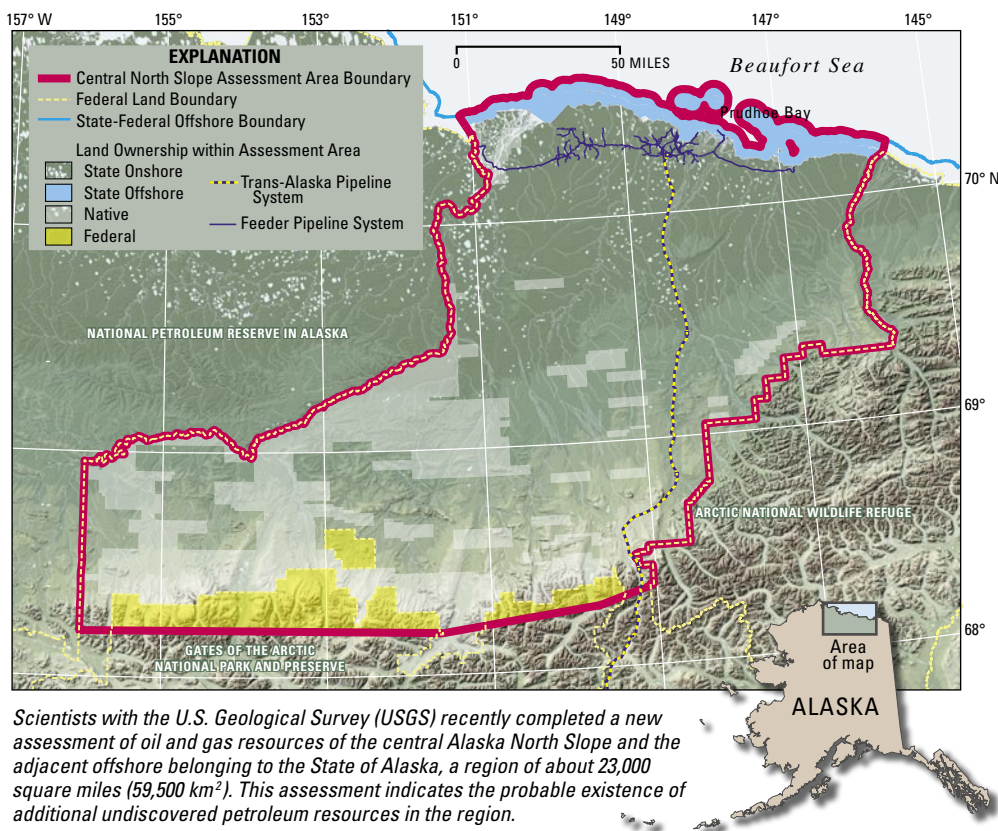 157° W
155°
153°
151°
149°
147°
145°
EXPLANATION
Central North Slope Assessment Area Boundary
Federal Land Boundary
State-Federal Offshore Boundary
Land Ownership within Assessment Area
State Onshore
State Offshore
Native
Federal
Trans-Alaska Pipeline
System
Feeder Pipeline System
0 50 MILES
Beaufort Sea
Prudhoe Bay
70° N
NATIONAL PETROLEUM RESERVE IN ALASKA
69°
ARCTIC NATIONAL WILDLIFE REFUGE
68°
GATES OF THE ARCTIC
NATIONAL PARK AND PRESERVE
Area
of map
ALASKA
Scientists with the U.S. Geological Survey (USGS) recently completed a new
assessment of oil and gas resources of the central Alaska North Slope and the
adjacent offshore belonging to the State of Alaska, a region of about 23,000
square miles (59,500 km²). This assessment indicates the probable existence of
additional undiscovered petroleum resources in the region.